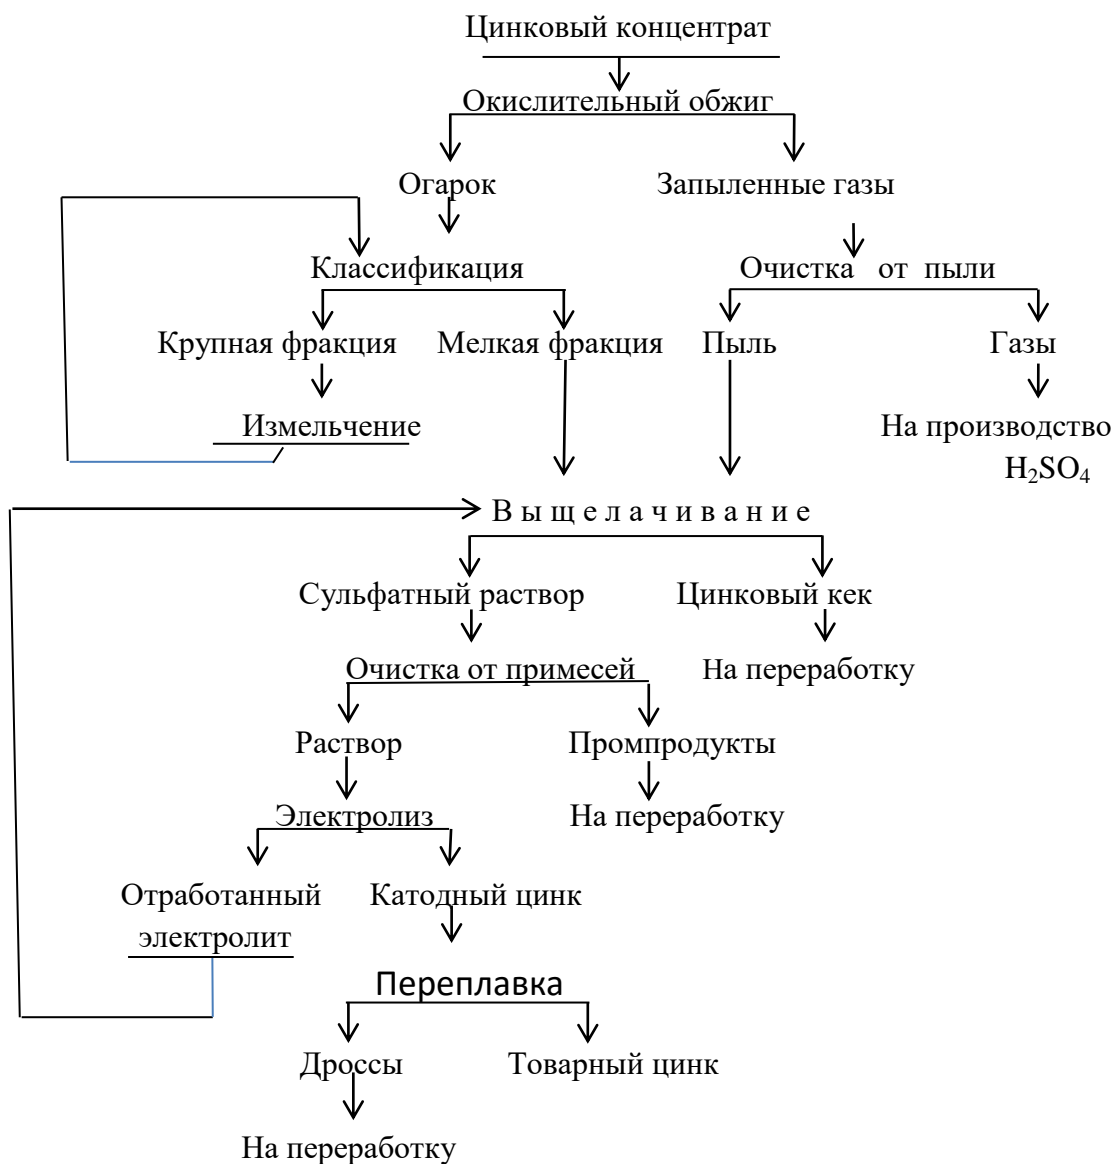 Цинковый концентрат
Окислительный обжиг
Огарок
Запыленные газы
Классификация
Очистка от пыли
Крупная фракция
Мелкая фракция
Пыль
Газы
Измельчение
На производство
H₂SO₄
В ы щ е л а ч и в а н и е
Сульфатный раствор
Цинковый кек
Очистка от примесей
На переработку
Раствор
Промпродукты
Электролиз
На переработку
Отработанный
электролит
Катодный цинк
Переплавка
Дроссы
Товарный цинк
На переработку